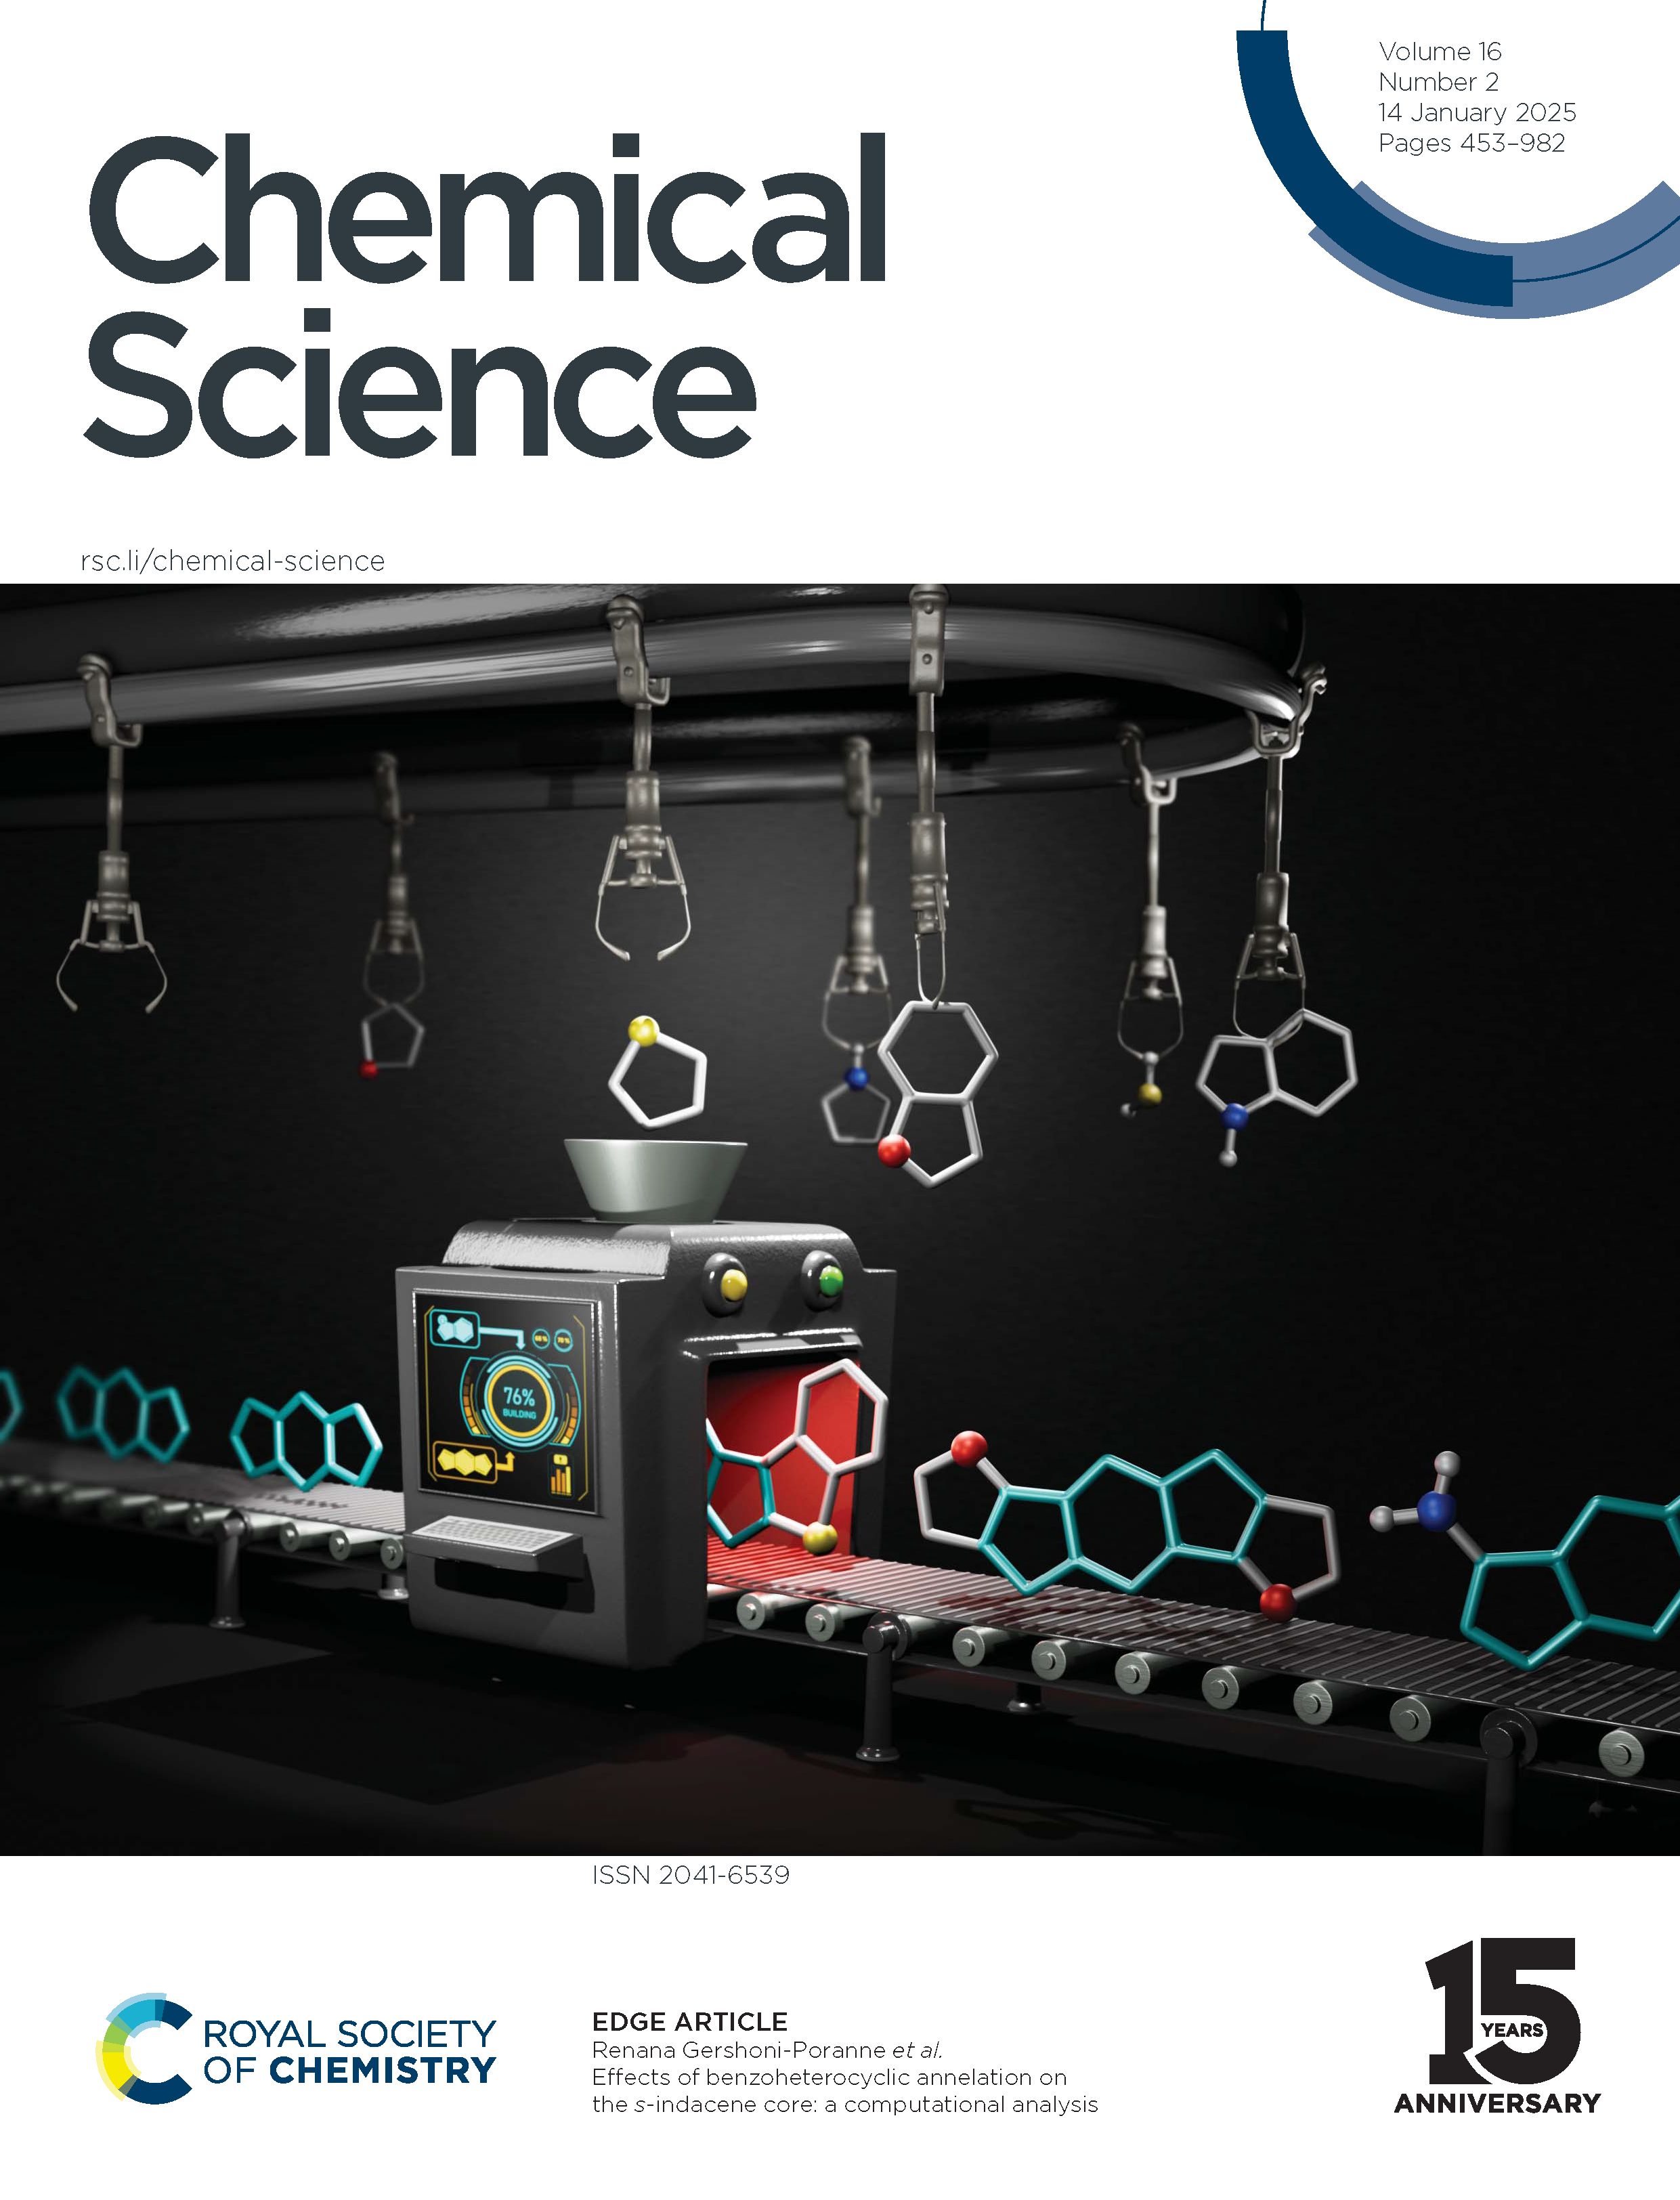 Volume 16
Number 2
14 January 2025
Pages 453–982
Chemical
Science
rsc.li/chemical-science
76%
BUILDING
ISSN 2041-6539
ROYAL SOCIETY
OF CHEMISTRY
EDGE ARTICLE
Renana Gershoni-Poranne et al.
Effects of benzoheterocyclic annelation on
the s-indacene core: a computational analysis
15
YEARS
ANNIVERSARY